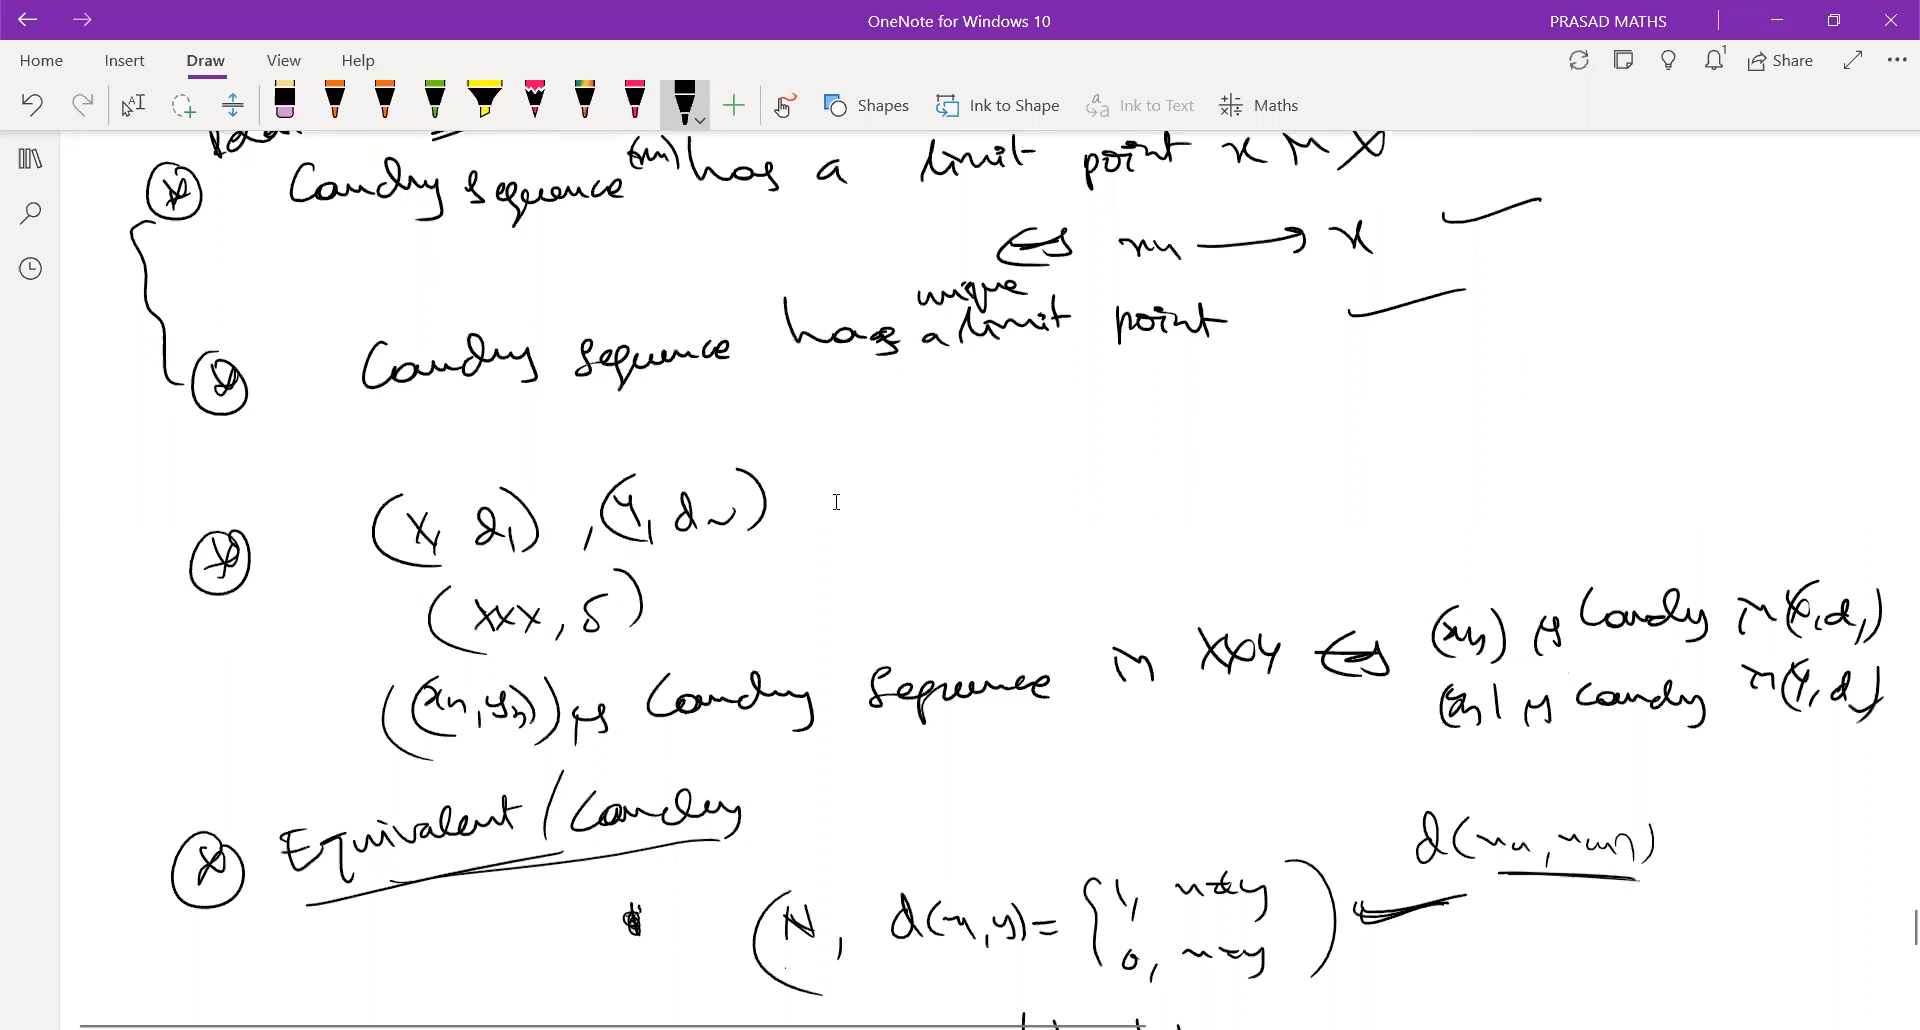 OneNote for Windows 10
PRASAD MATHS
Home Insert Draw View Help
1
Share
Shapes Ink to Shape Ink to Text Maths
Cauchy sequence (xn) has a limit point x in X
⇔ xn → x
unique
Cauchy sequence has a limit point
(X, d1), (Y, d2)
(X×X, δ)
((xn, yn)) is Cauchy sequence in X×Y ⇔ (xn) is Cauchy in (X, d1)
(yn) is Cauchy in (Y, d2)
Equivalent / Cauchy
d(xn, xm)
(N, d(x, y) = { 1, x≠y
0, x=y )